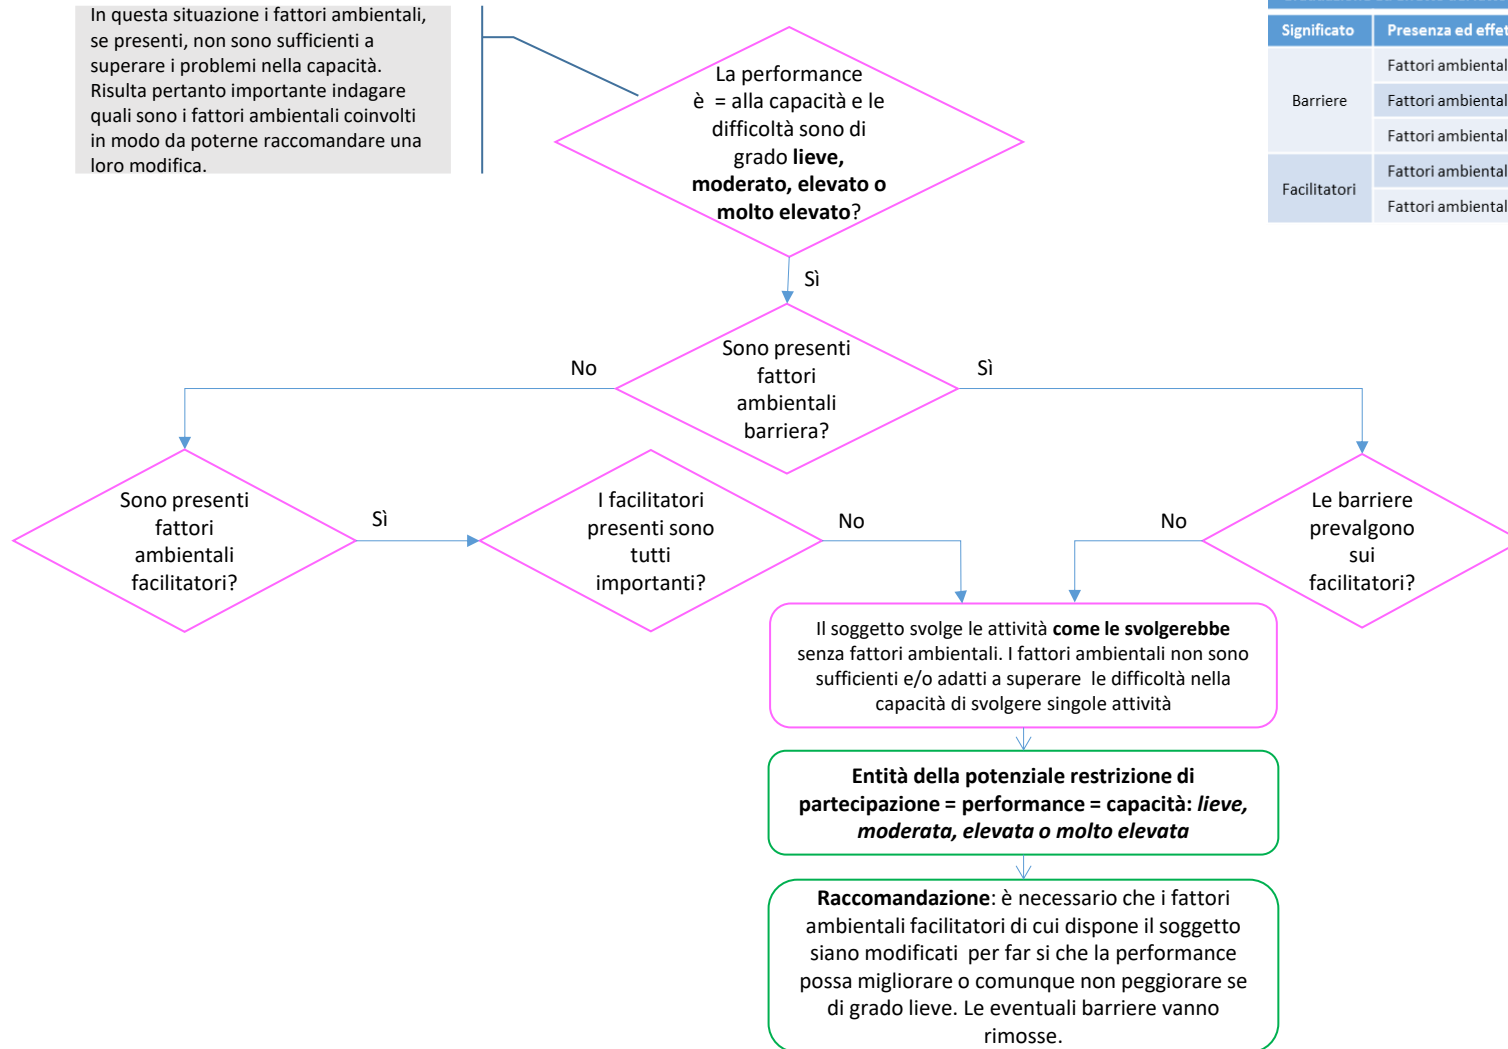 In questa situazione i fattori ambientali,
se presenti, non sono sufficienti a
superare i problemi nella capacità.
Risulta pertanto importante indagare
quali sono i fattori ambientali coinvolti
in modo da poterne raccomandare una
loro modifica.
La performance
è = alla capacità e le
difficoltà sono di
grado lieve,
moderato, elevato o
molto elevato?
Significato Presenza ed effet
Barriere
Fattori ambiental
Fattori ambiental
Fattori ambiental
Facilitatori
Fattori ambiental
Fattori ambiental
Sì
Sono presenti
fattori
ambientali
barriera?
No
Sì
Sono presenti
fattori
ambientali
facilitatori?
Sì
I facilitatori
presenti sono
tutti
importanti?
No
No
Le barriere
prevalgono
sui
facilitatori?
Il soggetto svolge le attività come le svolgerebbe
senza fattori ambientali. I fattori ambientali non sono
sufficienti e/o adatti a superare le difficoltà nella
capacità di svolgere singole attività
Entità della potenziale restrizione di
partecipazione = performance = capacità: lieve,
moderata, elevata o molto elevata
Raccomandazione: è necessario che i fattori
ambientali facilitatori di cui dispone il soggetto
siano modificati per far si che la performance
possa migliorare o comunque non peggiorare se
di grado lieve. Le eventuali barriere vanno
rimosse.